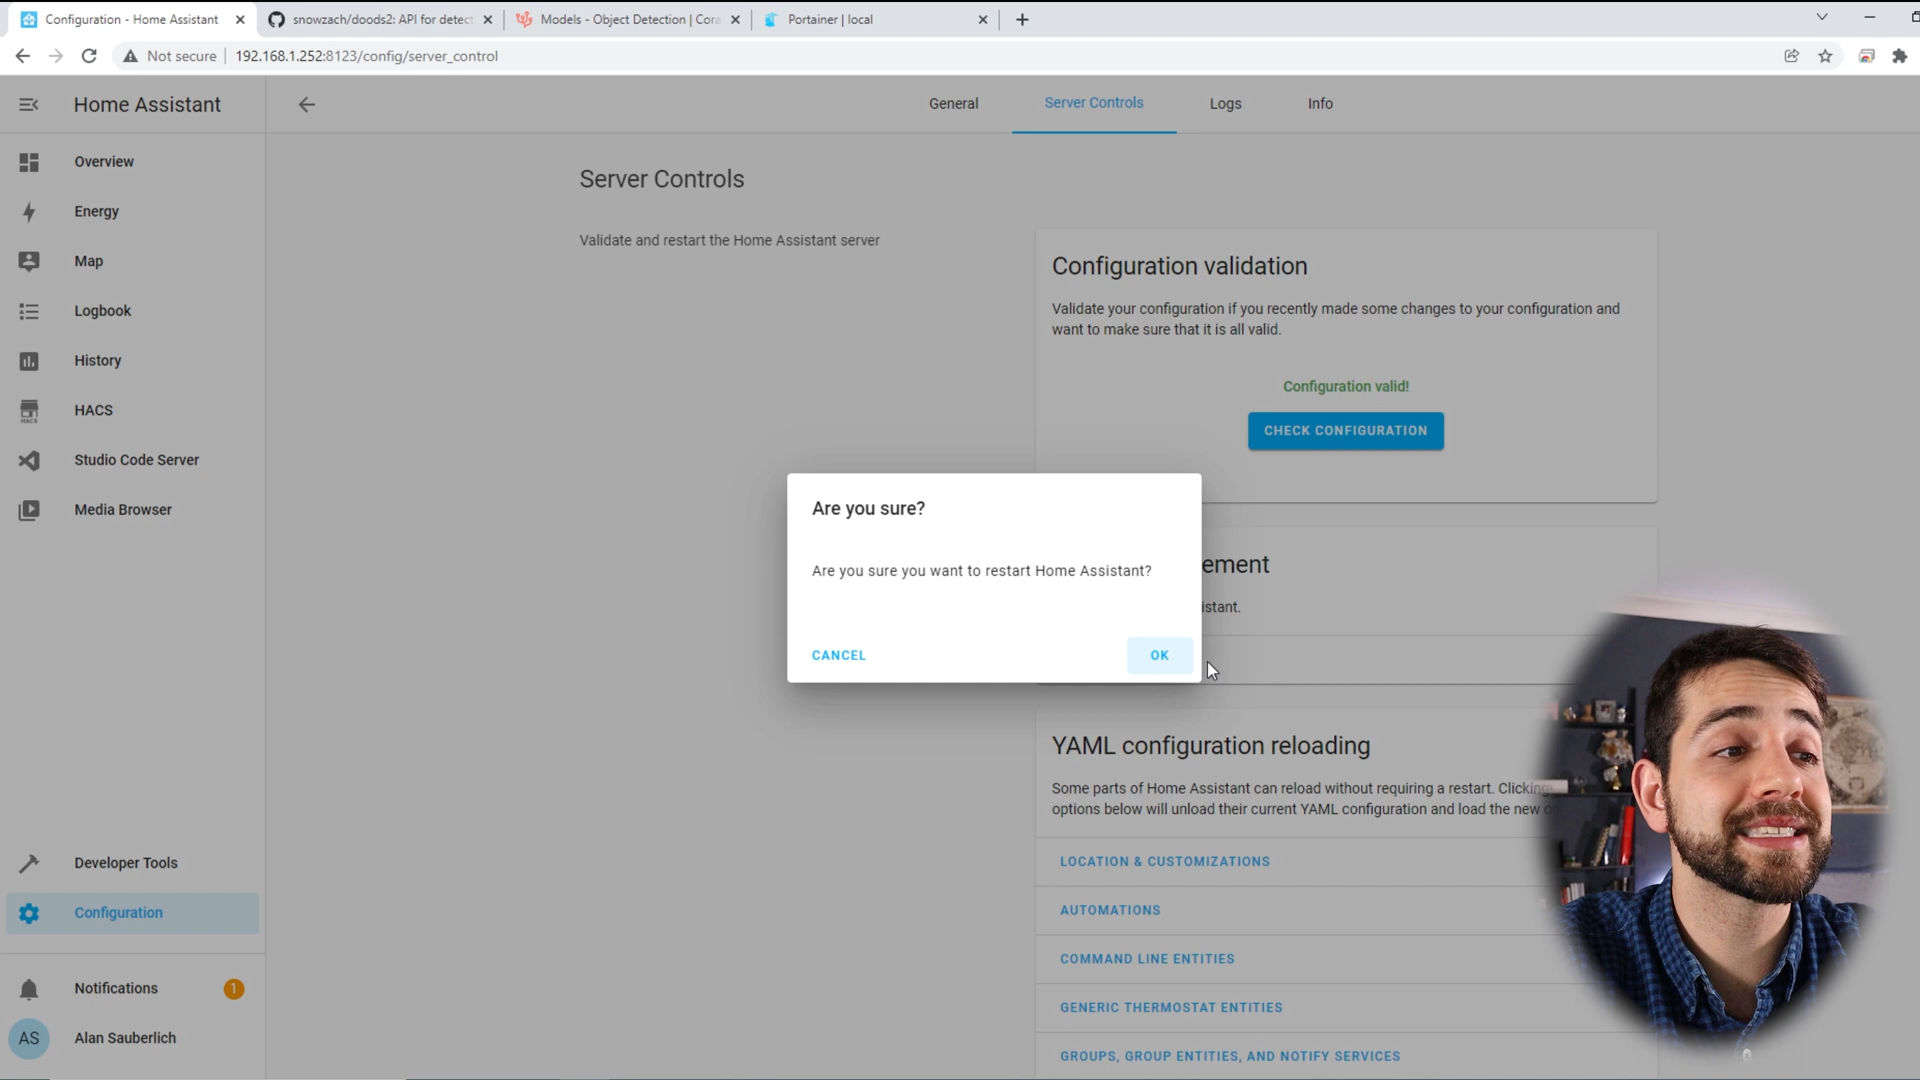 Configuration - Home Assistant
snowzach/doods2: API for detect
Models - Object Detection | Cora
Portainer | local
Not secure
192.168.1.252:8123/config/server_control
Home Assistant
General
Server Controls
Logs
Info
Overview
Energy
Map
Logbook
History
HACS
HACS
Studio Code Server
Media Browser
Developer Tools
Configuration
Notifications
1
AS
Alan Sauberlich
Server Controls
Validate and restart the Home Assistant server
Configuration validation
Validate your configuration if you recently made some changes to your configuration and
want to make sure that it is all valid.
Configuration valid!
CHECK CONFIGURATION
Are you sure?
Are you sure you want to restart Home Assistant?
CANCEL
OK
ement
istant.
YAML configuration reloading
Some parts of Home Assistant can reload without requiring a restart. Clicking
options below will unload their current YAML configuration and load the new o
LOCATION & CUSTOMIZATIONS
AUTOMATIONS
COMMAND LINE ENTITIES
GENERIC THERMOSTAT ENTITIES
GROUPS, GROUP ENTITIES, AND NOTIFY SERVICES